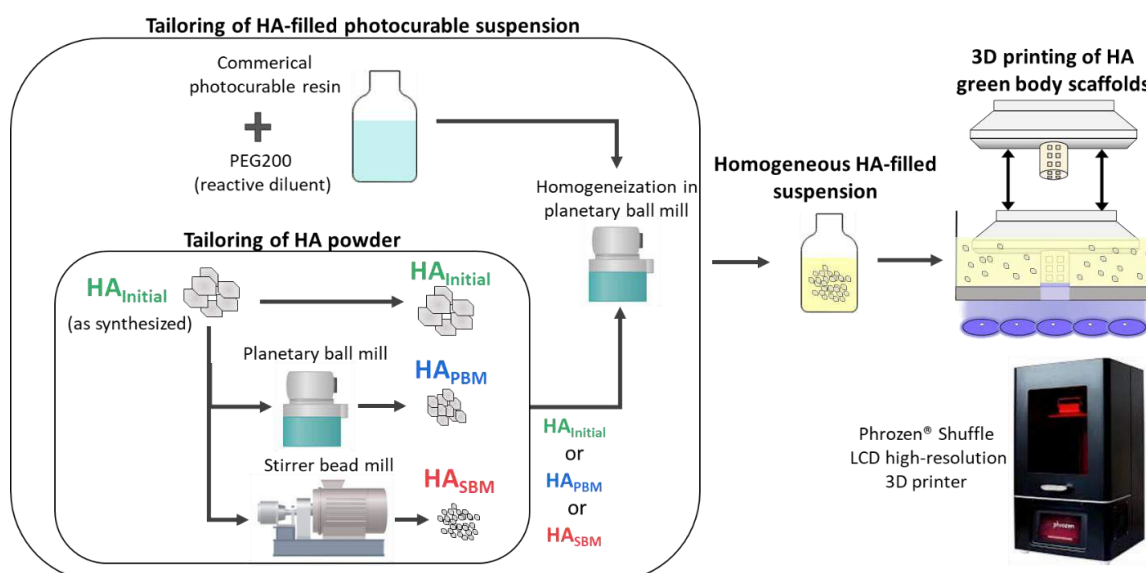 Tailoring of HA-filled photocurable suspension
Commerical
photocurable resin
PEG200
(reactive diluent)
Homogeneization in
planetary ball mill
Tailoring of HA powder
HAInitial
(as synthesized)
HAInitial
Planetary ball mill
HAPBM
Stirrer bead mill
HASBM
HAInitial
or
HAPBM
or
HASBM
Homogeneous HA-filled
suspension
3D printing of HA
green body scaffolds
Phrozen® Shuffle
LCD high-resolution
3D printer
phrozen